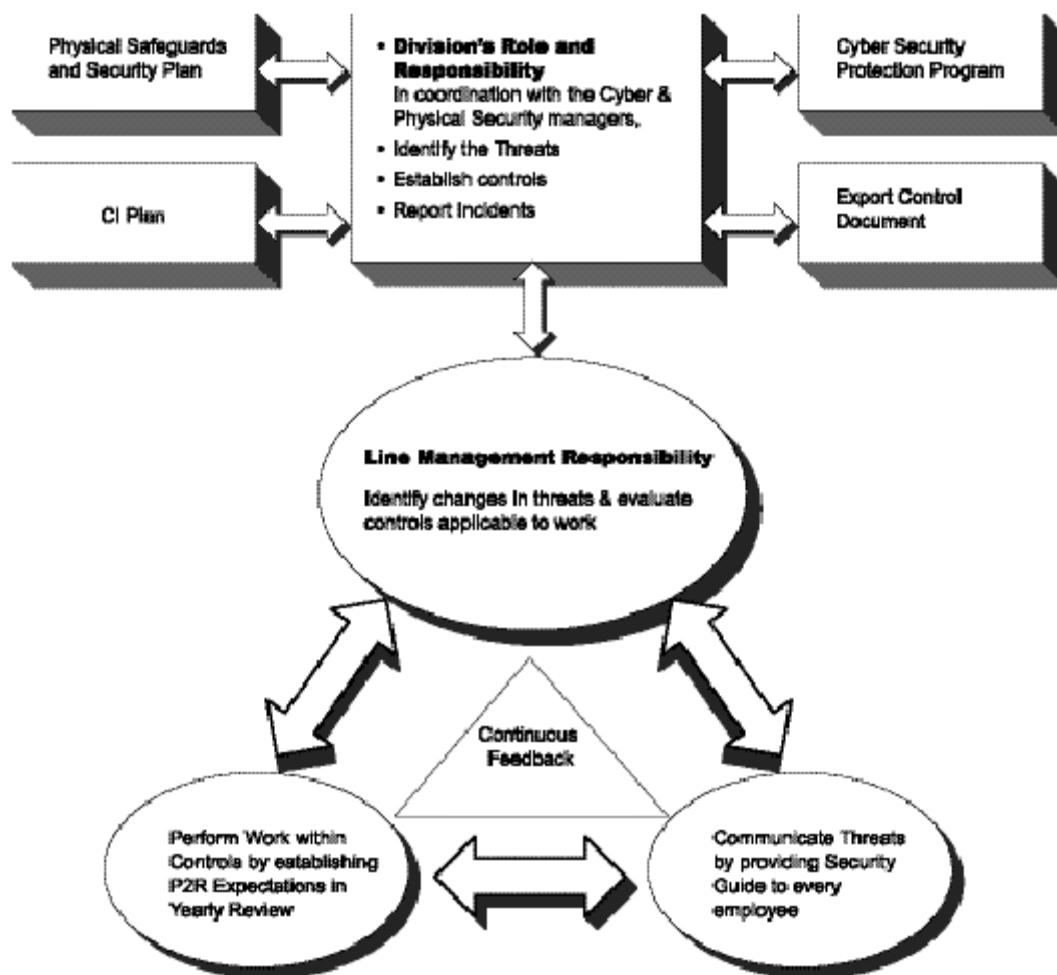 Physical Safeguards
and Security Plan
• Division's Role and
Responsibility
In coordination with the Cyber &
Physical Security managers,
• Identify the Threats
• Establish controls
• Report Incidents
Cyber Security
Protection Program
CI Plan
Export Control
Document
Line Management Responsibility
Identify changes in threats & evaluate
controls applicable to work
Continuous
Feedback
Perform Work within
Controls by establishing
P2R Expectations in
Yearly Review
Communicate Threats
by providing Security
Guide to every
employee